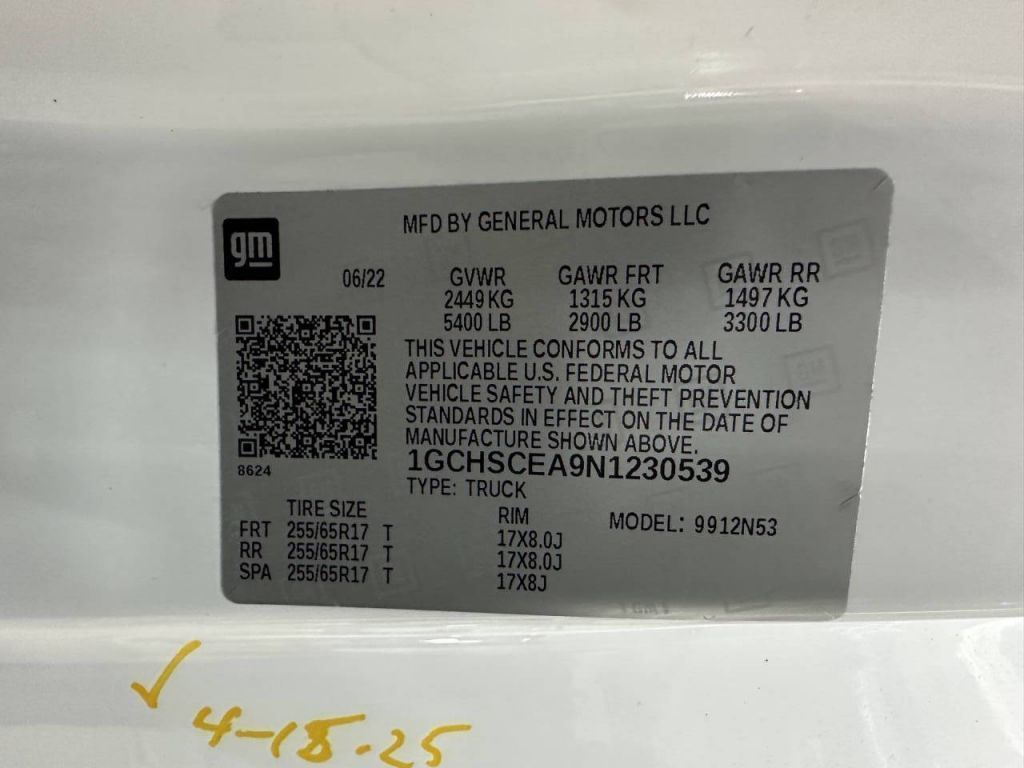 gm
MFD BY GENERAL MOTORS LLC
06/22
GVWR GAWR FRT GAWR RR
2449 KG 1315 KG 1497 KG
5400 LB 2900 LB 3300 LB
THIS VEHICLE CONFORMS TO ALL
APPLICABLE U.S. FEDERAL MOTOR
VEHICLE SAFETY AND THEFT PREVENTION
STANDARDS IN EFFECT ON THE DATE OF
MANUFACTURE SHOWN ABOVE.
8624
1GCHSCEA9N1230539
TYPE: TRUCK
TIRE SIZE RIM MODEL: 9912N53
FRT 255/65R17 T 17X8.0J
RR 255/65R17 T 17X8.0J
SPA 255/65R17 T 17X8J